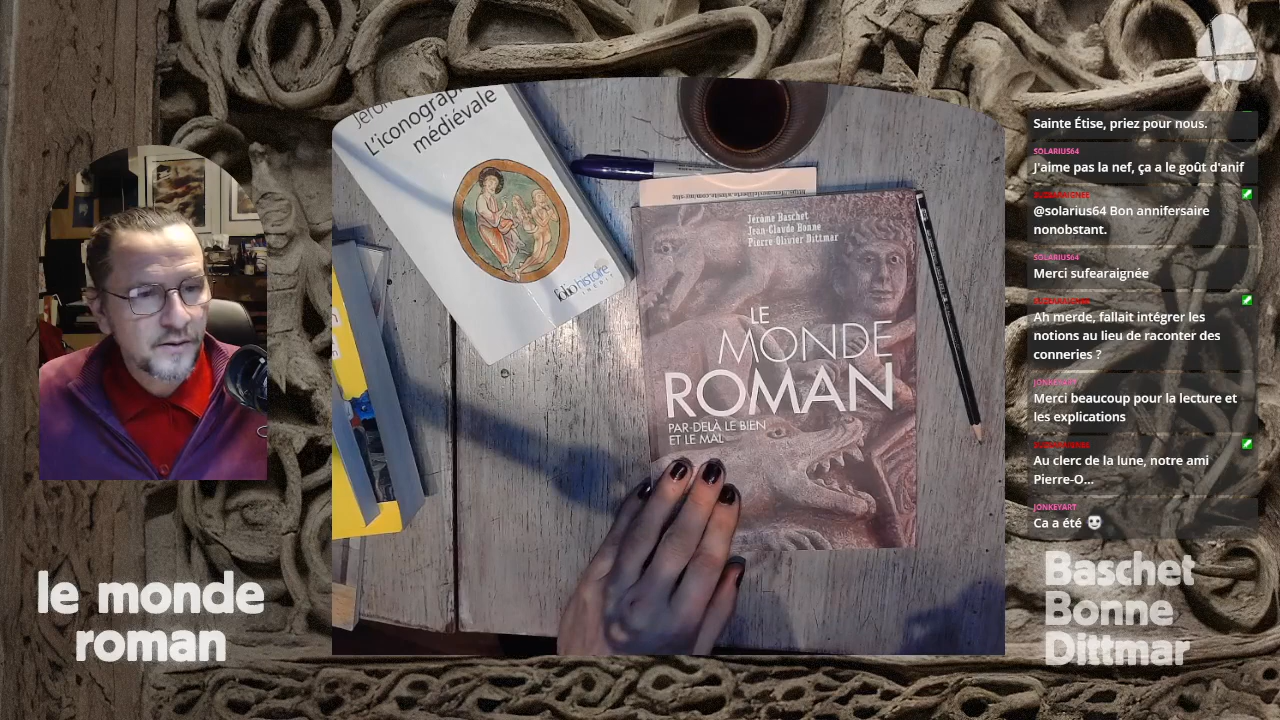 Jérôme
L'iconographie
médiévale
folio histoire
INÉDIT
Jérôme Baschet
Jean-Claude Bonne
Pierre-Olivier Dittmar
LE
MONDE
ROMAN
PAR-DELÀ LE BIEN
ET LE MAL
le monde
roman
Sainte Étise, priez pour nous.
SOLARIUS64
J'aime pas la nef, ça a le goût d'anif
@solarius64 Bon annifersaire
nonobstant.
SOLARIUS64
Merci sufearaignée
Ah merde, fallait intégrer les
notions au lieu de raconter des
conneries ?
JONKEYART
Merci beaucoup pour la lecture et
les explications
Au clerc de la lune, notre ami
Pierre-O...
JONKEYART
Ca a été
Baschet
Bonne
Dittmar